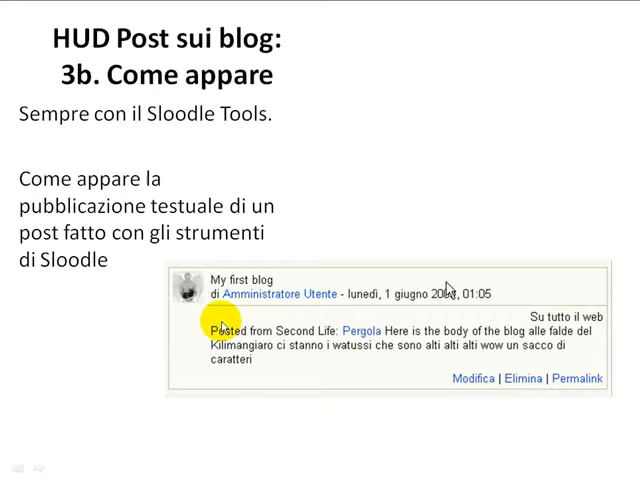 HUD Post sui blog:
3b. Come appare
Sempre con il Sloodle Tools.
Come appare la
pubblicazione testuale di un
post fatto con gli strumenti
di Sloodle
My first blog
di Amministratore Utente - lunedì, 1 giugno 01:05
Su tutto il web
Posted from Second Life: Pergola Here is the body of the blog alle falde del
Kilimangiaro ci stanno i watussi che sono alti alti alti wow un sacco di
caratteri
Modifica | Elimina | Permalink